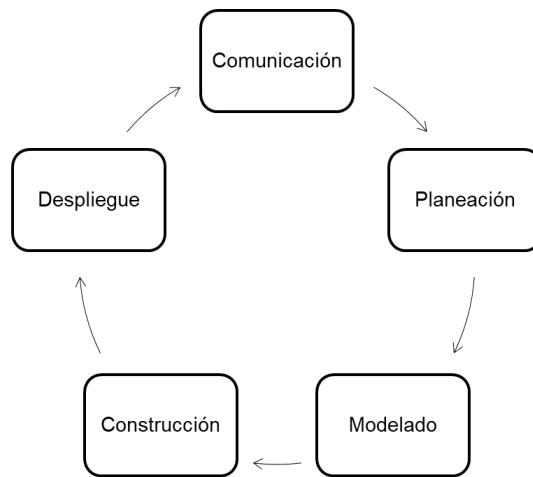 Comunicación
Planeación
Modelado
Construcción
Despliegue